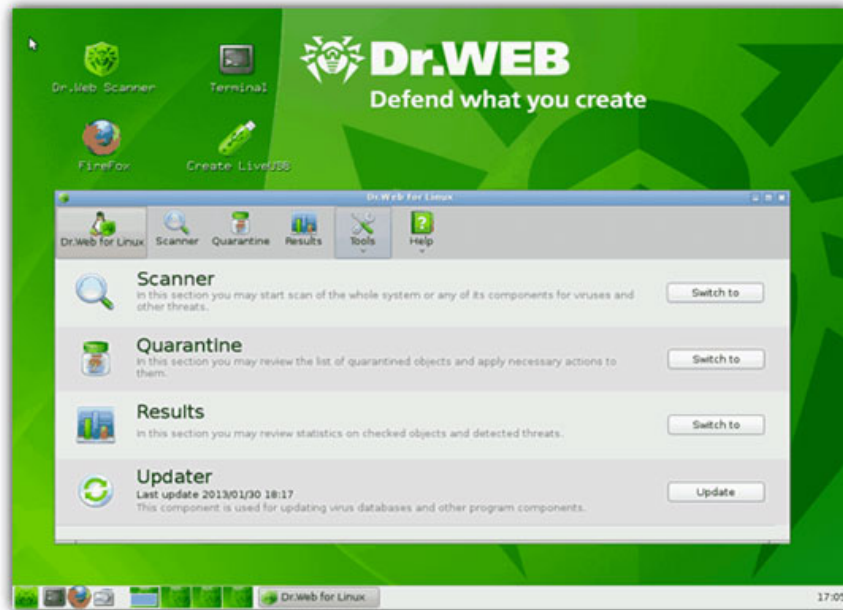 Dr.WEB
Defend what you create
Dr.Web Scanner
Terminal
FireFox
Create LiveUSB
Dr.Web for Linux
Dr.Web for Linux
Scanner
Quarantine
Results
Tools
Help
Scanner
In this section you may start scan of the whole system or any of its components for viruses and
other threats.
Switch to
Quarantine
In this section you may review the list of quarantined objects and apply necessary actions to
them.
Switch to
Results
In this section you may review statistics on checked objects and detected threats.
Switch to
Updater
Last update 2013/01/30 18:17
This component is used for updating virus databases and other program components.
Update
Dr.Web for Linux
17:05